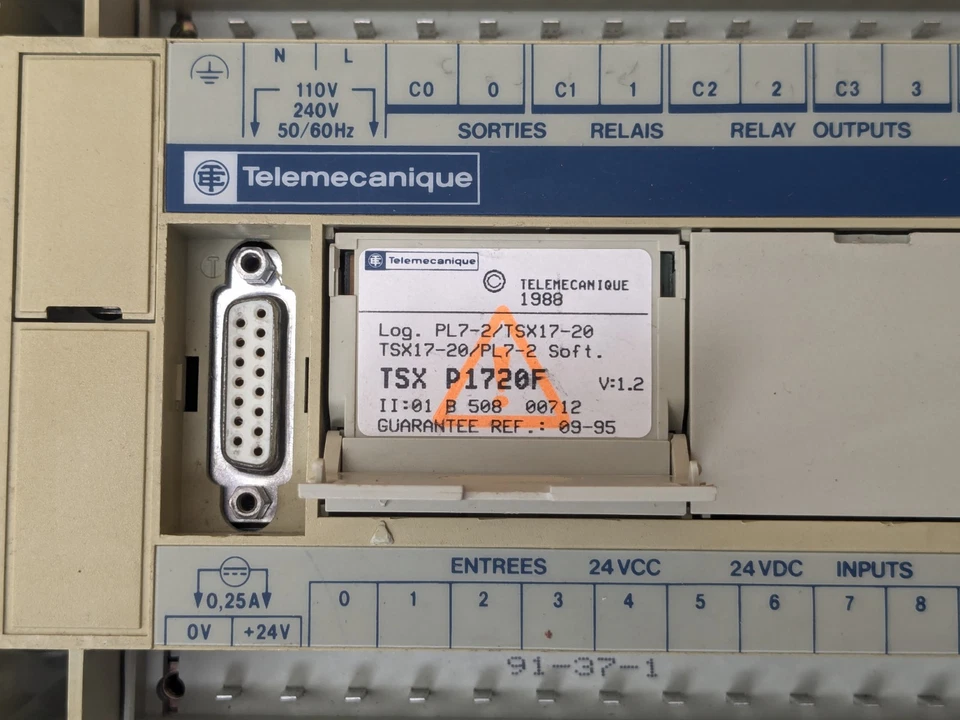 N L
110V
240V
50/60Hz
C0 0 C1 1 C2 2 C3 3
SORTIES RELAIS RELAY OUTPUTS
TE Telemecanique
TE Telemecanique
© TELEMECANIQUE
1988
Log. PL7-2/TSX17-20
TSX17-20/PL7-2 Soft.
TSX P1720F V:1.2
II:01 B 508 00712
GUARANTEE REF.: 09-95
ENTREES 24VCC 24VDC INPUTS
0,25A
0V +24V
0 1 2 3 4 5 6 7 8
91-37-1